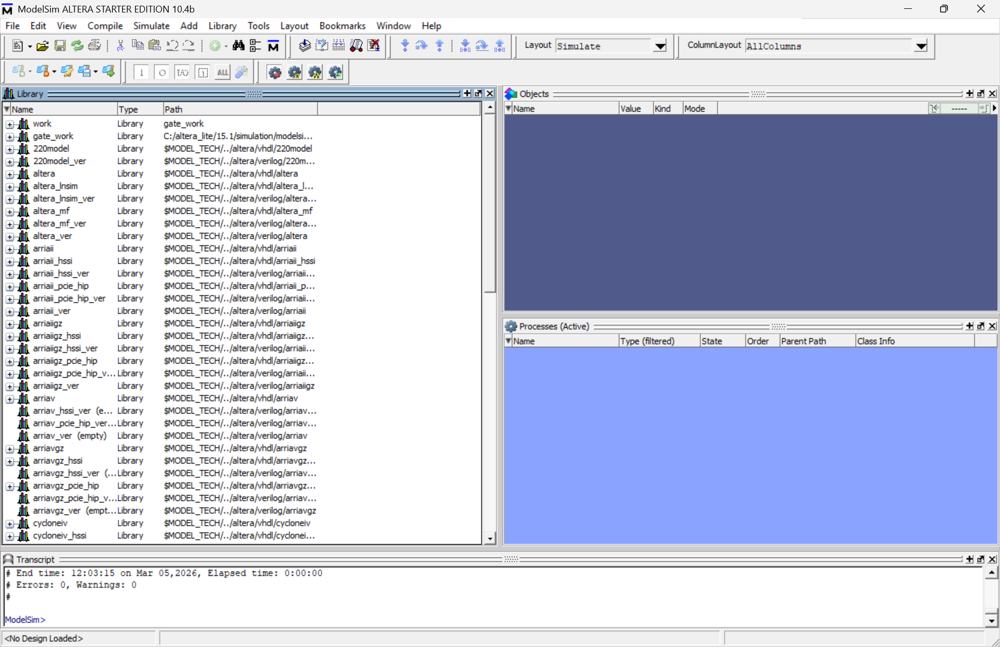 ModelSim ALTERA STARTER EDITION 10.4b
File Edit View Compile Simulate Add Library Tools Layout Bookmarks Window Help
Layout Simulate ColumnLayout AllColumns
I/O ALL
Library
Name Type Path
work Library gate_work
gate_work Library C:/altera_lite/15.1/simulation/modelsi...
220model Library $MODEL_TECH/../altera/vhdl/220model
220model_ver Library $MODEL_TECH/../altera/verilog/220m...
altera Library $MODEL_TECH/../altera/vhdl/altera
altera_lnsim Library $MODEL_TECH/../altera/vhdl/altera_l...
altera_lnsim_ver Library $MODEL_TECH/../altera/verilog/altera...
altera_mf Library $MODEL_TECH/../altera/vhdl/altera_mf
altera_mf_ver Library $MODEL_TECH/../altera/verilog/altera...
altera_ver Library $MODEL_TECH/../altera/verilog/altera
arriaii Library $MODEL_TECH/../altera/vhdl/arriaii
arriaii_hssi Library $MODEL_TECH/../altera/vhdl/arriaii_hssi
arriaii_hssi_ver Library $MODEL_TECH/../altera/verilog/arriaii...
arriaii_pcie_hip Library $MODEL_TECH/../altera/vhdl/arriaii_p...
arriaii_pcie_hip_ver Library $MODEL_TECH/../altera/verilog/arriaii...
arriaii_ver Library $MODEL_TECH/../altera/verilog/arriaii
arriaiigz Library $MODEL_TECH/../altera/vhdl/arriaiigz
arriaiigz_hssi Library $MODEL_TECH/../altera/vhdl/arriaiigz...
arriaiigz_hssi_ver Library $MODEL_TECH/../altera/verilog/arriaii...
arriaiigz_pcie_hip Library $MODEL_TECH/../altera/vhdl/arriaiigz...
arriaiigz_pcie_hip_v... Library $MODEL_TECH/../altera/verilog/arriaii...
arriaiigz_ver Library $MODEL_TECH/../altera/verilog/arriaiigz
arriav Library $MODEL_TECH/../altera/vhdl/arriav
arriav_hssi_ver (e... Library $MODEL_TECH/../altera/verilog/arriav...
arriav_pcie_hip_ver... Library $MODEL_TECH/../altera/verilog/arriav...
arriav_ver (empty) Library $MODEL_TECH/../altera/verilog/arriav
arriavgz Library $MODEL_TECH/../altera/vhdl/arriavgz
arriavgz_hssi Library $MODEL_TECH/../altera/vhdl/arriavgz...
arriavgz_hssi_ver (... Library $MODEL_TECH/../altera/verilog/arriav...
arriavgz_pcie_hip Library $MODEL_TECH/../altera/vhdl/arriavgz...
arriavgz_pcie_hip_v... Library $MODEL_TECH/../altera/verilog/arriav...
arriavgz_ver (empt... Library $MODEL_TECH/../altera/verilog/arriavgz
cycloneiv Library $MODEL_TECH/../altera/vhdl/cycloneiv
cycloneiv_hssi Library $MODEL_TECH/../altera/vhdl/cyclonei...
Objects
Name Value Kind Mode
Processes (Active)
Name Type (filtered) State Order Parent Path Class Info
Transcript
# End time: 12:03:15 on Mar 05,2026, Elapsed time: 0:00:00
# Errors: 0, Warnings: 0
#
ModelSim>
<No Design Loaded>